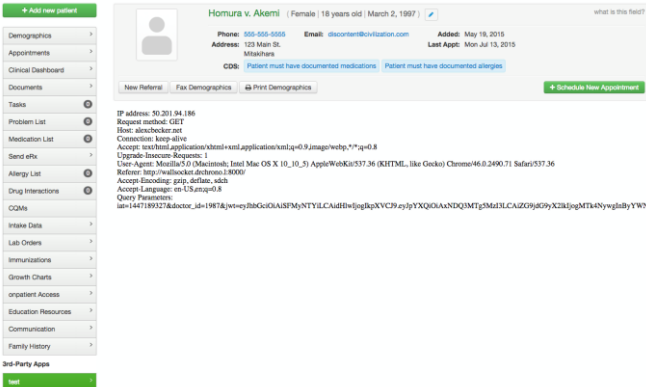 + Add new patient
Homura v. Akemi ( Female | 18 years old | March 2, 1997 )
what is this field?
Phone: 555-555-5555 Email: discontent@civilization.com Added: May 19, 2015
Address: 123 Main St. Last Appt: Mon Jul 13, 2015
Mitakihara
CDS: Patient must have documented medications Patient must have documented allergies
New Referral Fax Demographics Print Demographics + Schedule New Appointment
Demographics
Appointments
Clinical Dashboard
Documents
Tasks 0
Problem List 0
Medication List 0
Send eRx
Allergy List 0
Drug Interactions 0
CQMs
Intake Data
Lab Orders
Immunizations
Growth Charts
onpatient Access
Education Resources
Communication
Family History
3rd-Party Apps
test
IP address: 50.201.94.186
Request method: GET
Host: alexcbecker.net
Connection: keep-alive
Accept: text/html,application/xhtml+xml,application/xml;q=0.9,image/webp,*/*;q=0.8
Upgrade-Insecure-Requests: 1
User-Agent: Mozilla/5.0 (Macintosh; Intel Mac OS X 10_10_5) AppleWebKit/537.36 (KHTML, like Gecko) Chrome/46.0.2490.71 Safari/537.36
Referer: http://wallsocket.drchrono.l:8000/
Accept-Encoding: gzip, deflate, sdch
Accept-Language: en-US,en;q=0.8
Query Parameters:
iat=1447189327&doctor_id=1987&jwt=